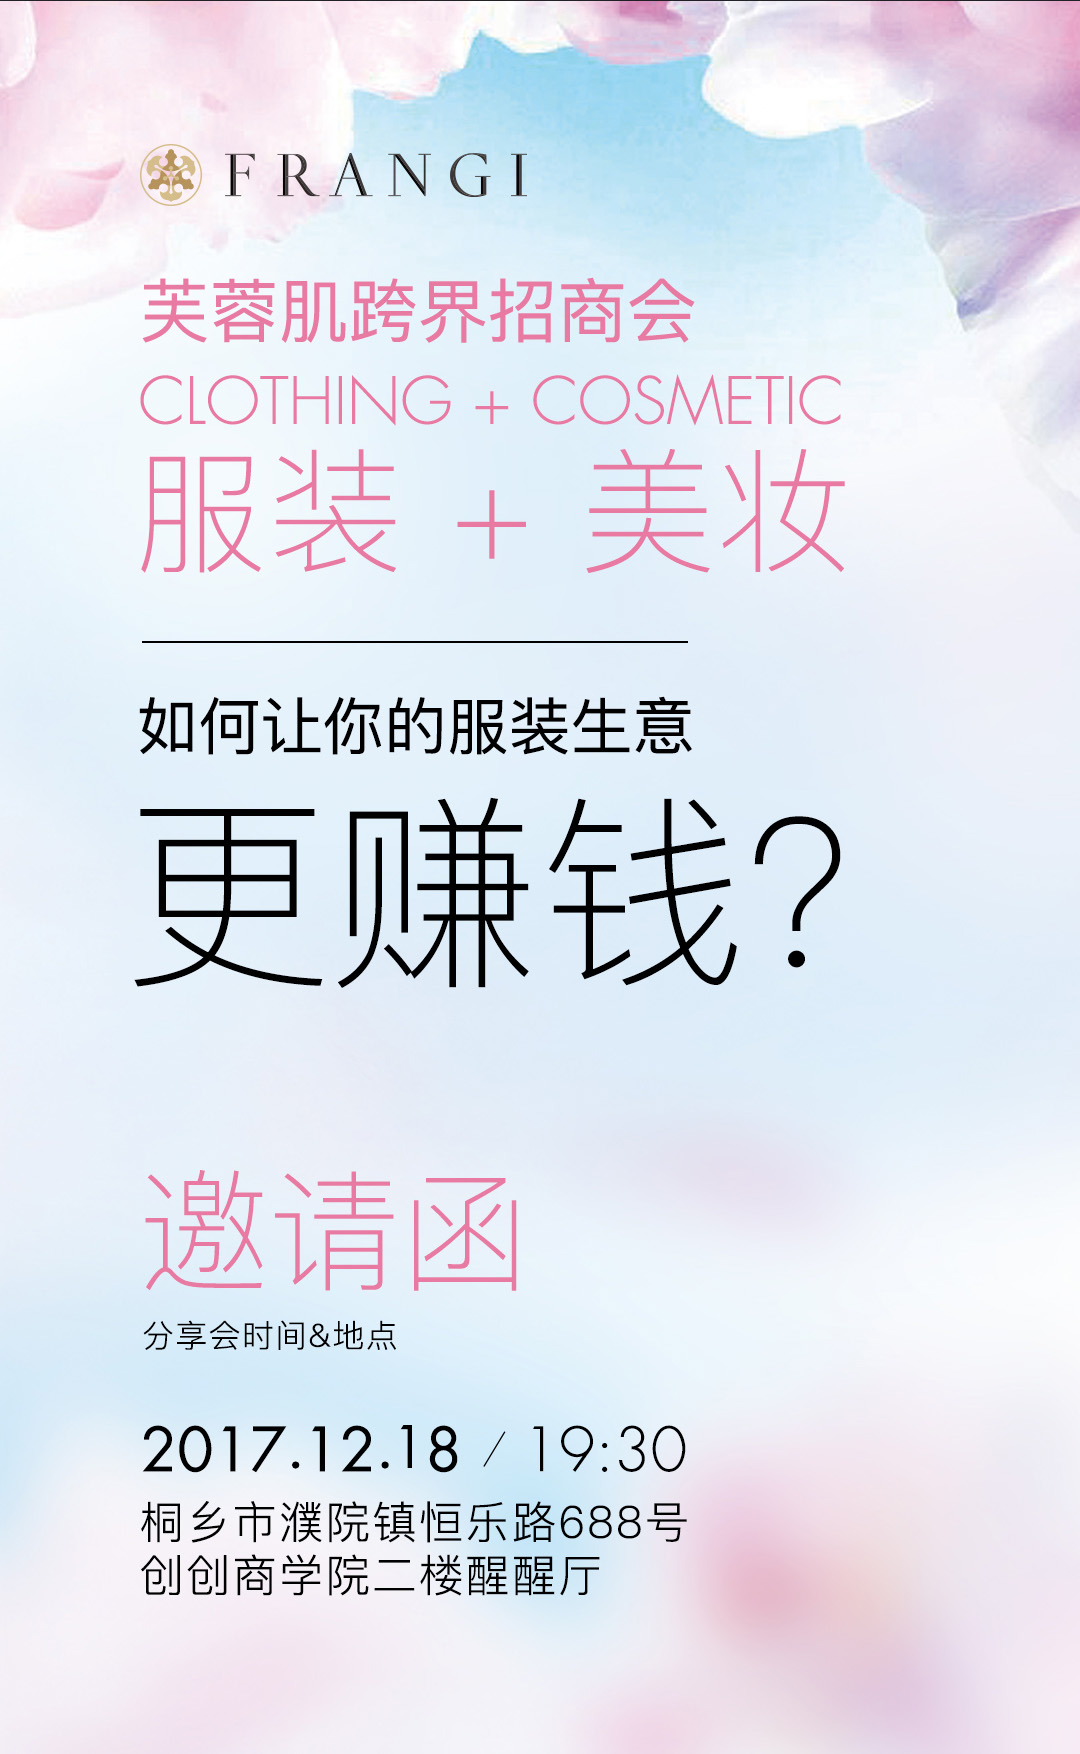 FRANGI
芙蓉肌跨界招商会
CLOTHING + COSMETIC
服装 + 美妆
如何让你的服装生意
更赚钱?
邀请函
分享会时间&地点
2017.12.18 / 19:30
桐乡市濮院镇恒乐路688号
创创商学院二楼醒醒厅